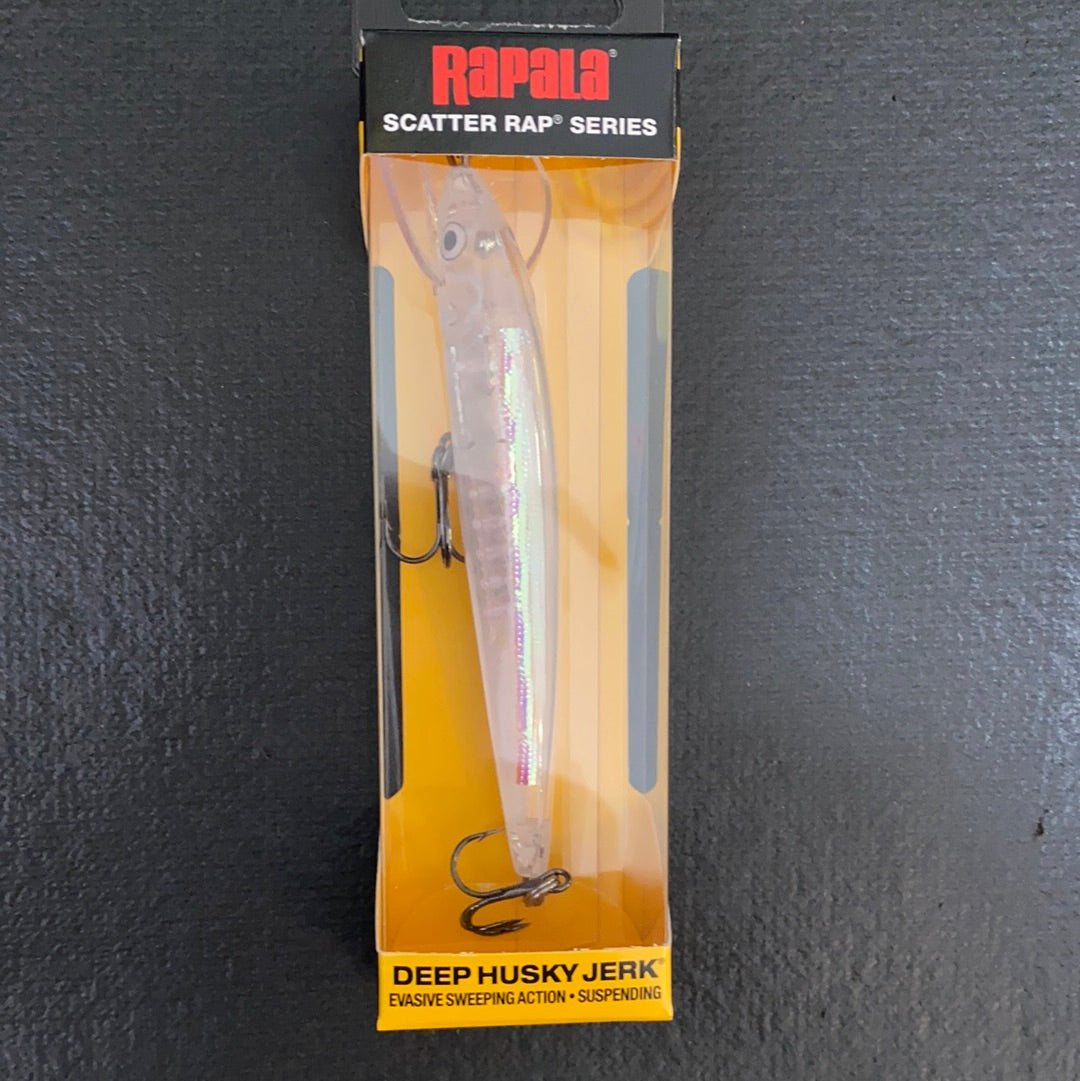 Rapala®
SCATTER RAP® SERIES
DEEP HUSKY JERK®
EVASIVE SWEEPING ACTION • SUSPENDING